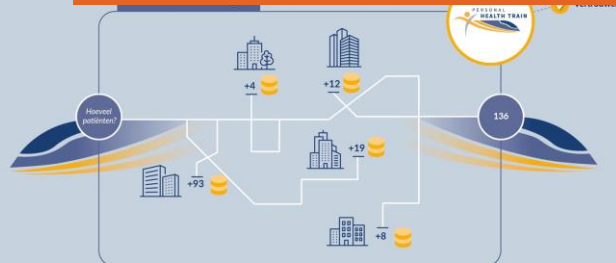 PERSONAL
HEALTH TRAIN
+4
+12
Hoeveel
patiënten?
136
+19
+93
+8